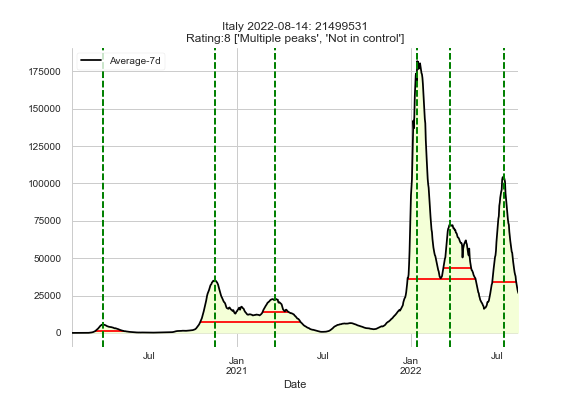 Italy 2022-08-14: 21499531
Rating:8 ['Multiple peaks', 'Not in control']
Average-7d
175000
150000
125000
100000
75000
50000
25000
0
Jul
Jan
2021
Jul
Jan
2022
Jul
Date